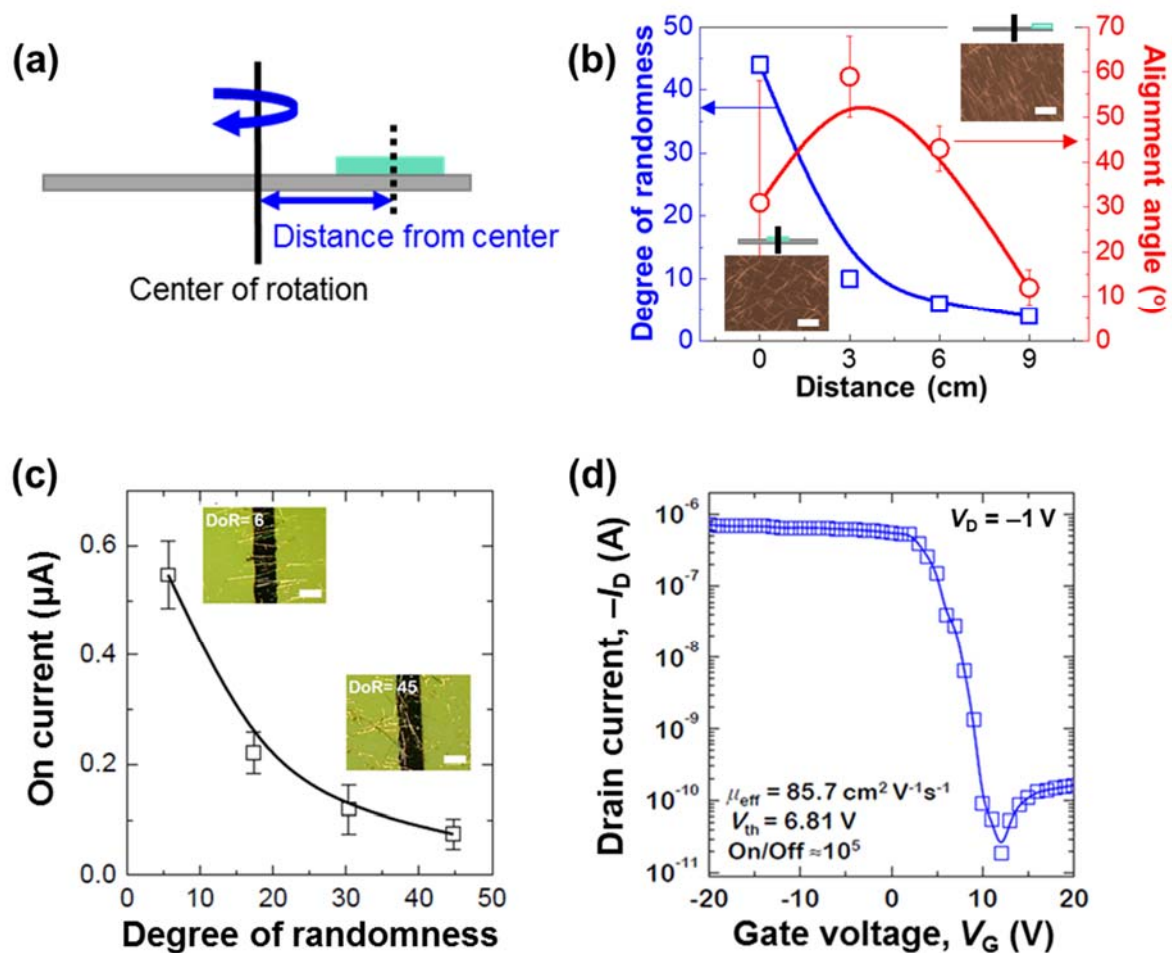 (a)
Distance from center
Center of rotation
(b)
Degree of randomness
50
40
30
20
10
0
Alignment angle (º)
70
60
50
40
30
20
10
0
0 3 6 9
Distance (cm)
(c)
On current (µA)
0.6
0.4
0.2
0.0
DoR= 6
DoR= 45
0 10 20 30 40 50
Degree of randomness
(d)
Drain current, –I_D (A)
10⁻⁶
10⁻⁷
10⁻⁸
10⁻⁹
10⁻¹⁰
10⁻¹¹
V_D = –1 V
μ_eff = 85.7 cm² V⁻¹s⁻¹
V_th = 6.81 V
On/Off ≈10⁵
-20 -10 0 10 20
Gate voltage, V_G (V)